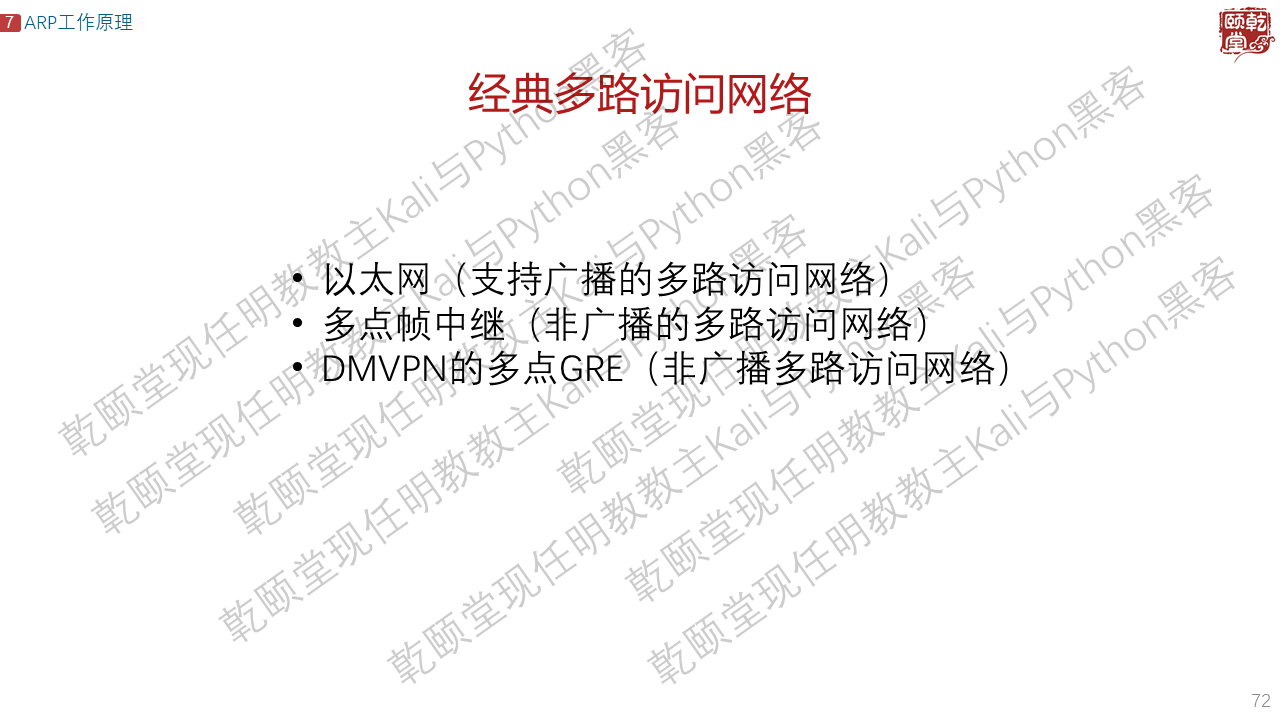 7 ARP工作原理
乾颐堂
经典多路访问网络
• 以太网（支持广播的多路访问网络）
• 多点帧中继（非广播的多路访问网络）
• DMVPN的多点GRE（非广播多路访问网络）
乾颐堂现任明教教主Kali与Python黑客
乾颐堂现任明教教主Kali与Python黑客
乾颐堂现任明教教主Kali与Python黑客
乾颐堂现任明教教主Kali与Python黑客
乾颐堂现任明教教主Kali与Python黑客
乾颐堂现任明教教主Kali与Python黑客
乾颐堂现任明教教主Kali与Python黑客
乾颐堂现任明教教主Kali与Python黑客
72